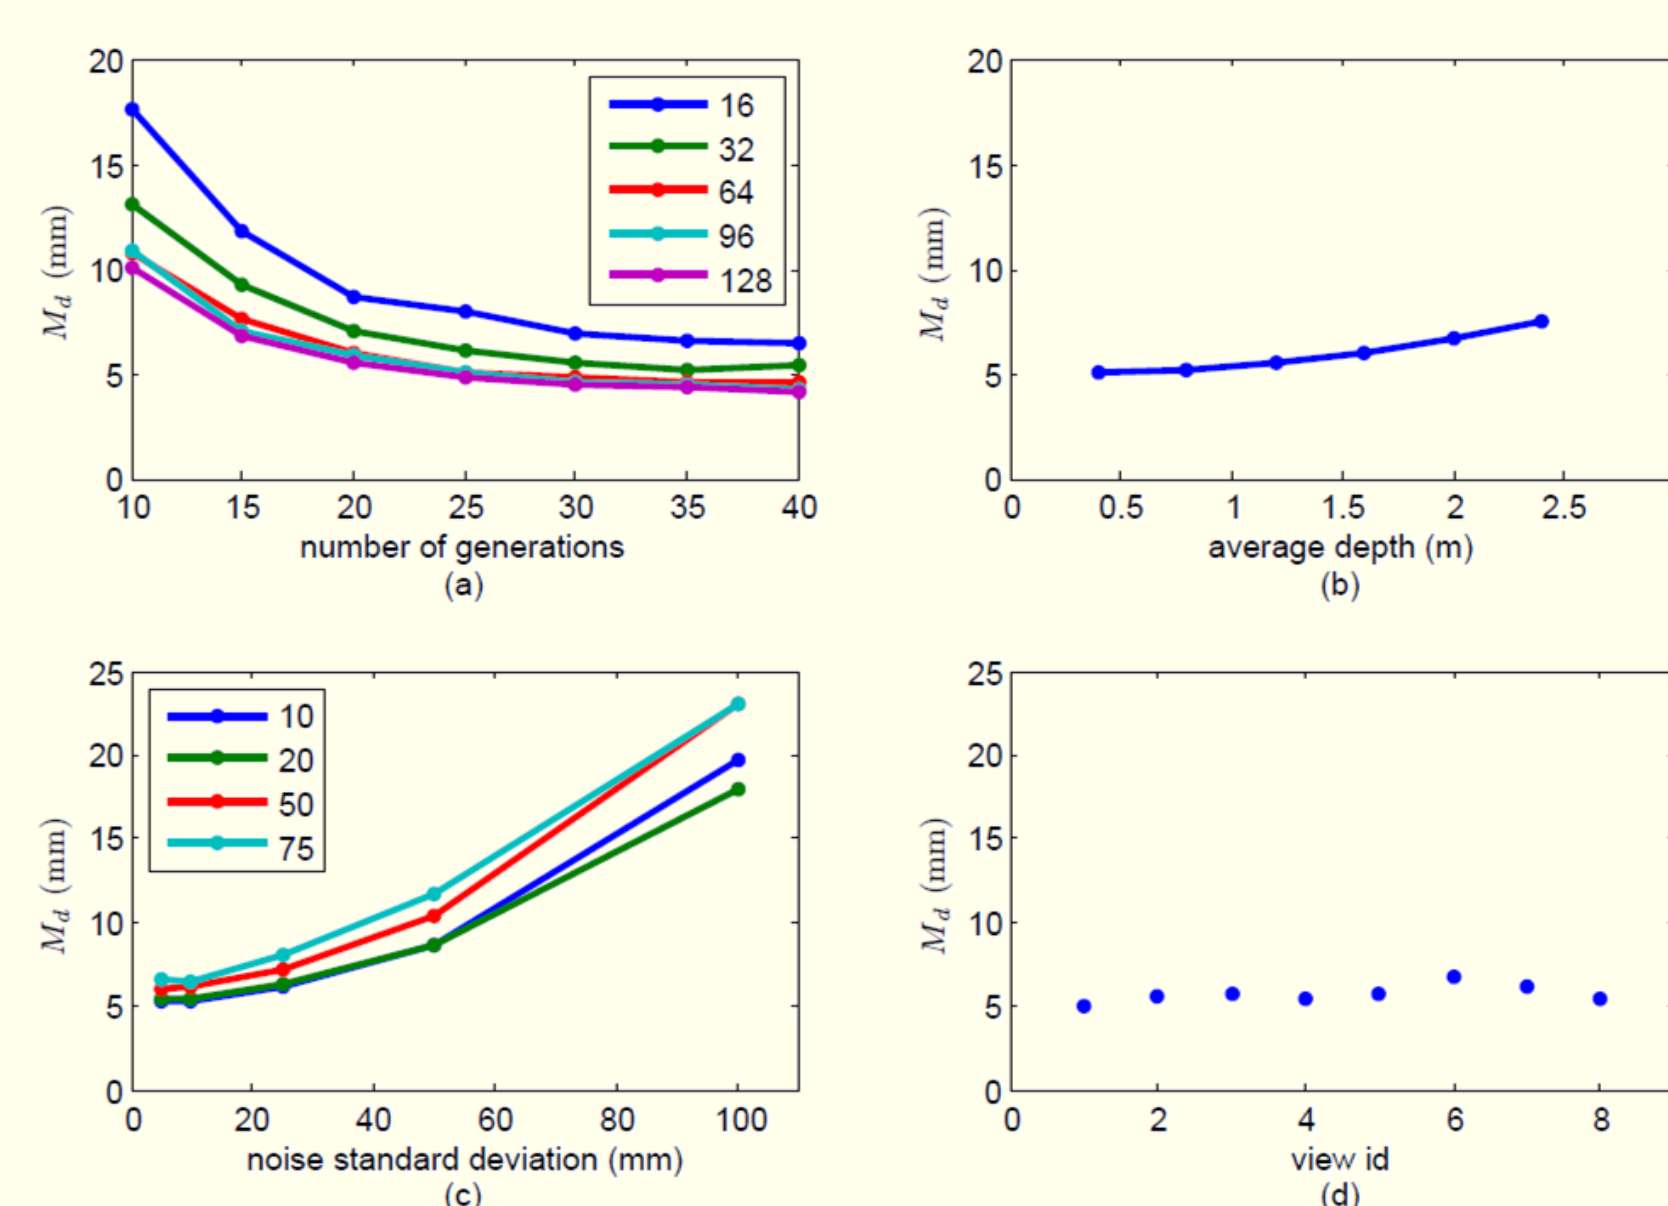 20
15
10
5
0
M_d (mm)
10 15 20 25 30 35 40
number of generations
(a)
16
32
64
96
128
20
15
10
5
0
M_d (mm)
0 0.5 1 1.5 2 2.5
average depth (m)
(b)
25
20
15
10
5
0
M_d (mm)
0 20 40 60 80 100
noise standard deviation (mm)
(c)
10
20
50
75
25
20
15
10
5
0
M_d (mm)
0 2 4 6 8
view id
(d)